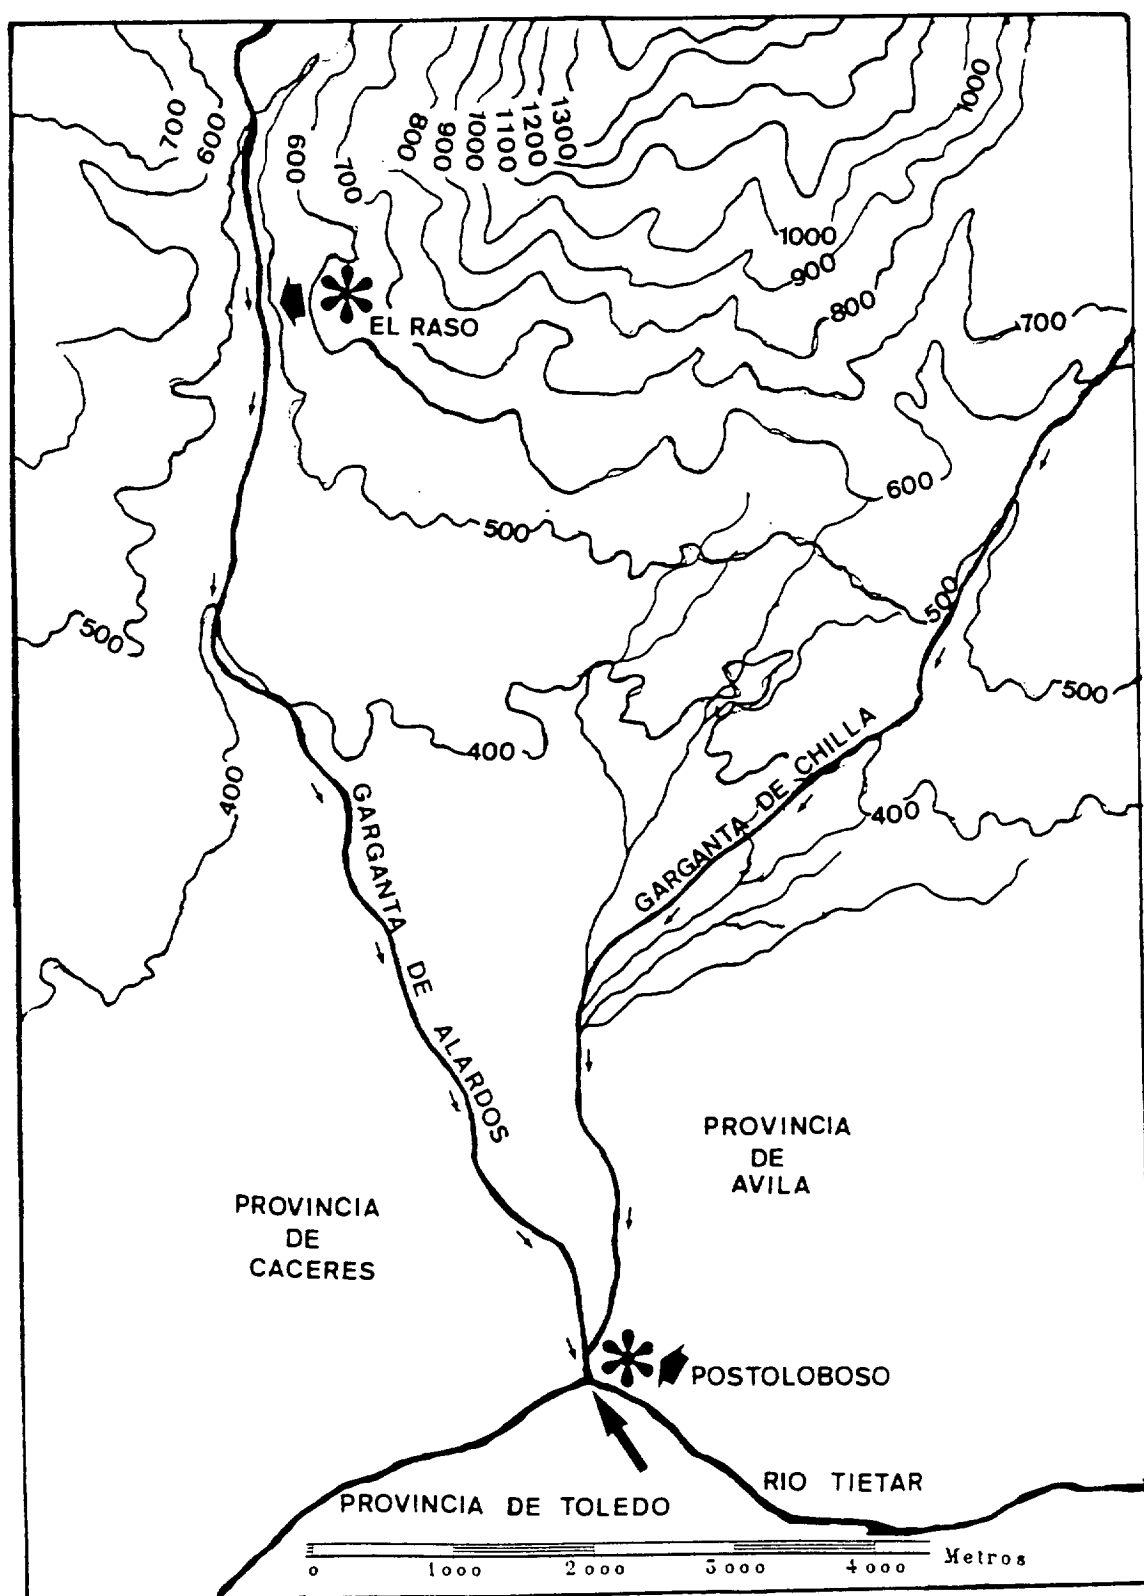 700
600
600
700
800
900
1000
1100
1200
1300
1000
1000
900
800
700
EL RASO
600
500
500
500
500
400
400
400
GARGANTA DE CHILLA
GARGANTA DE ALARDOS
PROVINCIA
DE
AVILA
PROVINCIA
DE
CACERES
POSTOLOBOSO
RIO TIETAR
PROVINCIA DE TOLEDO
0 1000 2000 3000 4000 Metros